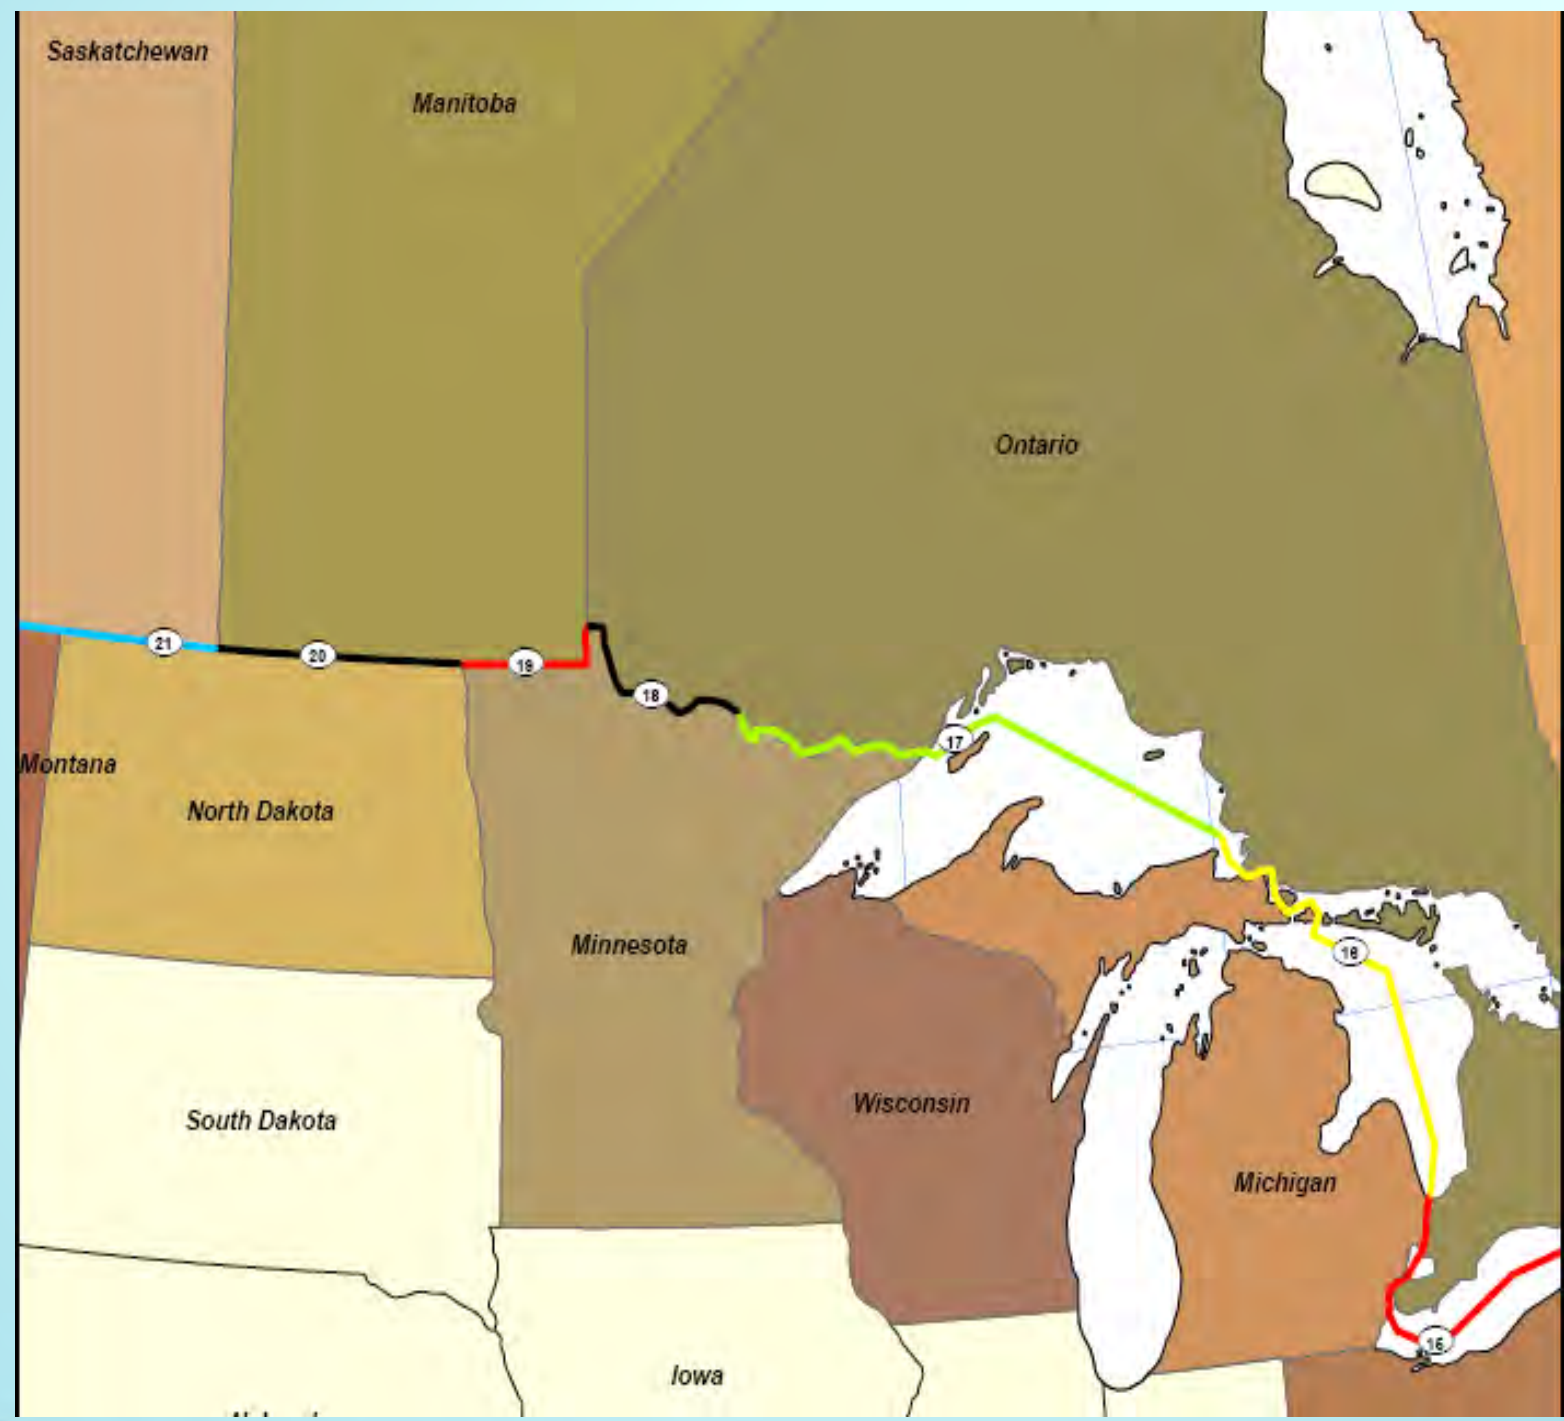 Saskatchewan
Manitoba
Ontario
21
20
19
18
17
Montana
North Dakota
Minnesota
16
Wisconsin
South Dakota
Michigan
15
Iowa